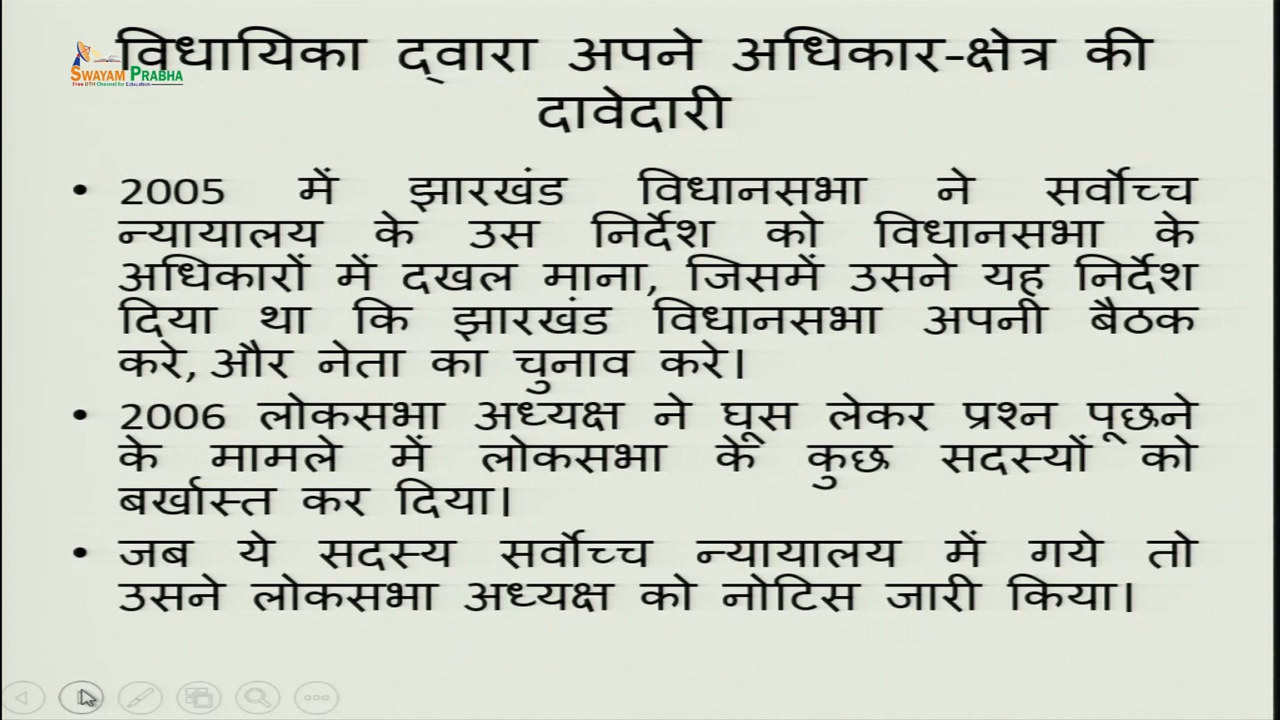 विधायिका द्वारा अपने अधिकार-क्षेत्र की
SWAYAM PRABHA
Free DTH Channel for Education
दावेदारी
• 2005 में झारखंड विधानसभा ने सर्वोच्च
न्यायालय के उस निर्देश को विधानसभा के
अधिकारों में दखल माना, जिसमें उसने यह निर्देश
दिया था कि झारखंड विधानसभा अपनी बैठक
करे, और नेता का चुनाव करे।
• 2006 लोकसभा अध्यक्ष ने घूस लेकर प्रश्न पूछने
के मामले में लोकसभा के कुछ सदस्यों को
बर्खास्त कर दिया।
• जब ये सदस्य सर्वोच्च न्यायालय में गये तो
उसने लोकसभा अध्यक्ष को नोटिस जारी किया।